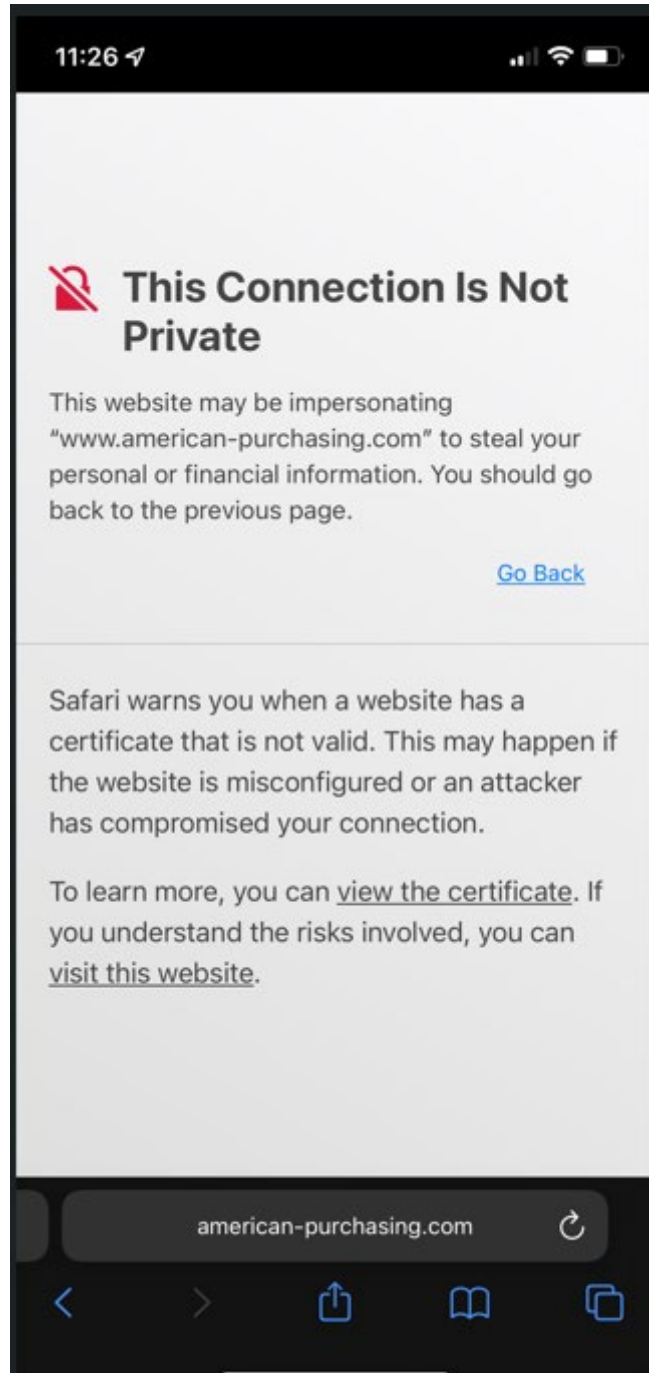 11:26
This Connection Is Not
Private
This website may be impersonating
“www.american-purchasing.com” to steal your
personal or financial information. You should go
back to the previous page.
Go Back
Safari warns you when a website has a
certificate that is not valid. This may happen if
the website is misconfigured or an attacker
has compromised your connection.
To learn more, you can view the certificate. If
you understand the risks involved, you can
visit this website.
american-purchasing.com